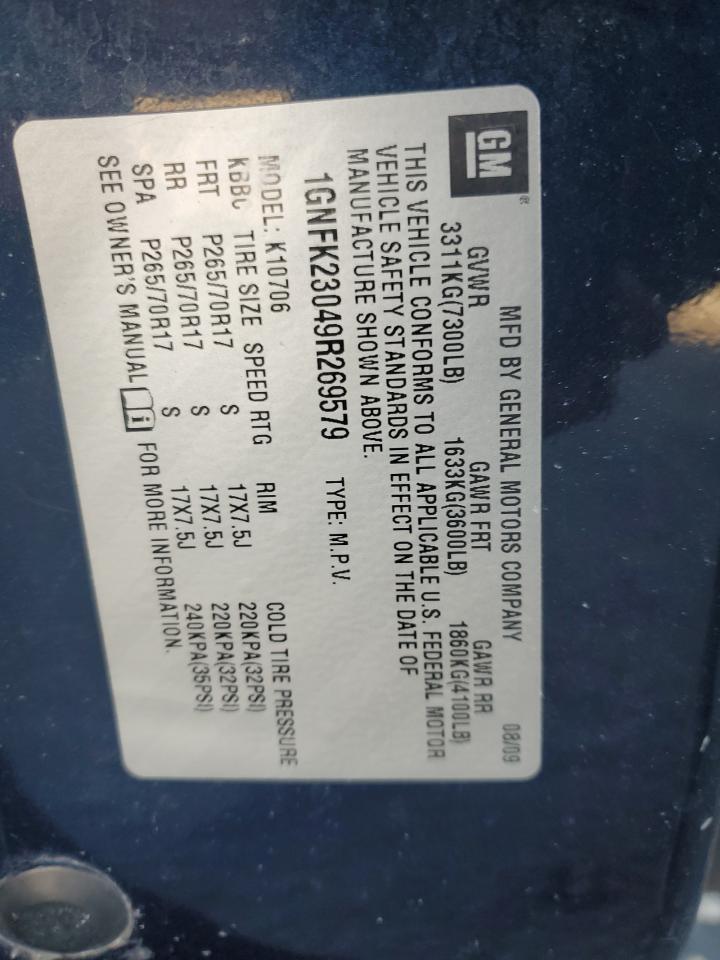 GM®
MFD BY GENERAL MOTORS COMPANY 08/09
GVWR GAWR FRT GAWR RR
3311KG(7300LB) 1633KG(3600LB) 1860KG(4100LB)
THIS VEHICLE CONFORMS TO ALL APPLICABLE U.S. FEDERAL MOTOR
VEHICLE SAFETY STANDARDS IN EFFECT ON THE DATE OF
MANUFACTURE SHOWN ABOVE.
1GNFK23049R269579 TYPE: M.P.V.
MODEL: K10706
TIRE SIZE SPEED RTG RIM COLD TIRE PRESSURE
FRT P265/70R17 S 17X7.5J 220KPA(32PSI)
RR P265/70R17 S 17X7.5J 220KPA(32PSI)
SPA P265/70R17 S 17X7.5J 240KPA(35PSI)
SEE OWNER'S MANUAL i FOR MORE INFORMATION.